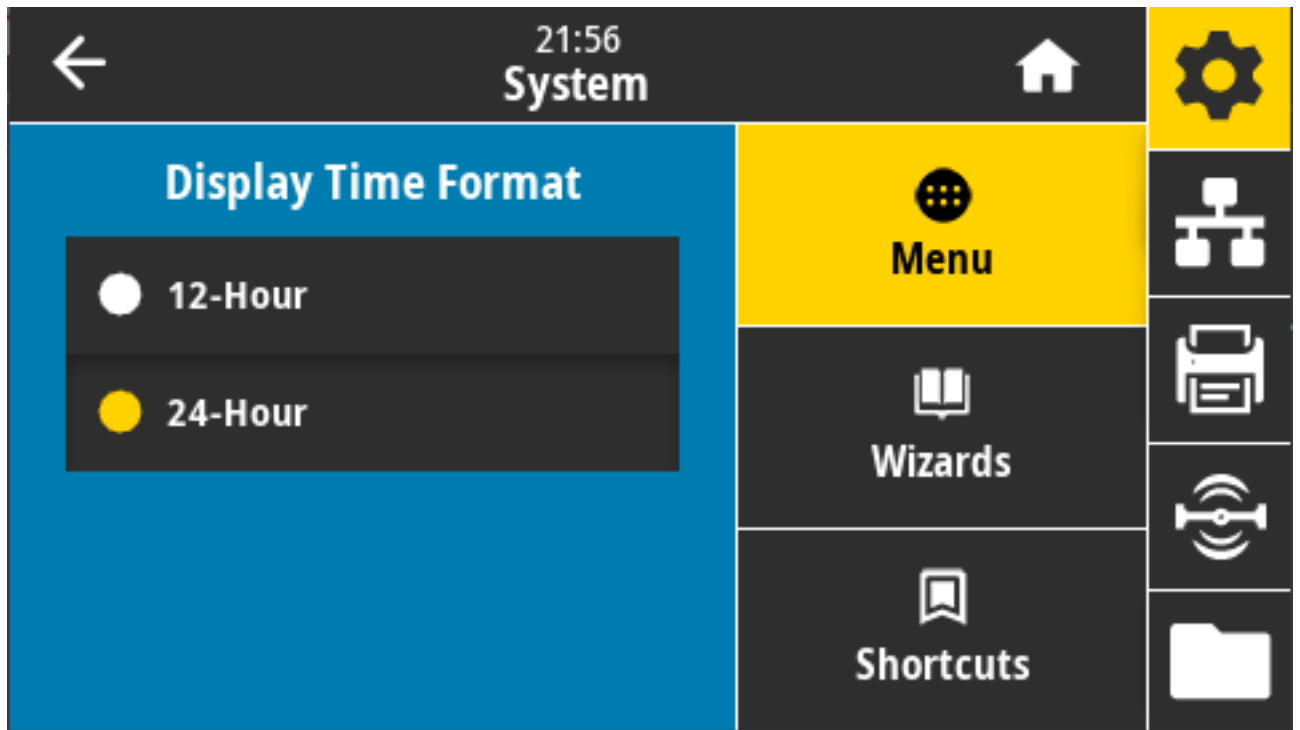 21:56
System
Display Time Format
12-Hour
24-Hour
Menu
Wizards
Shortcuts